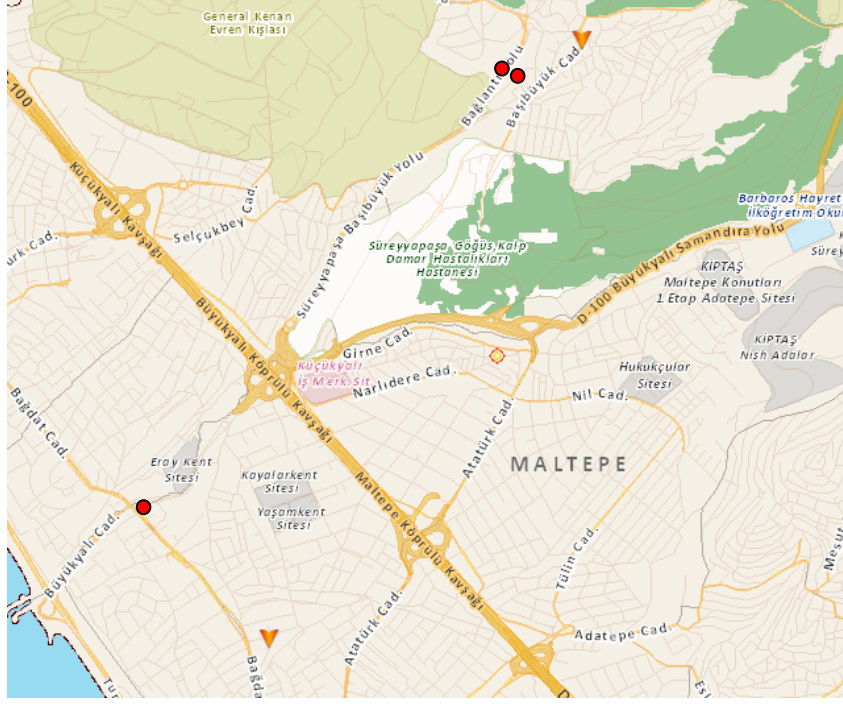 General Kenan
Evren Kışlası
Bağlantı Yolu
Başıbüyük Cad.
Küçükyalı Kavşağı
Selçukbey Cad.
Süreyyapaşa Başıbüyük Yolu
Süreyyapaşa Göğüs,Kalp
Damar Hastalıkları
Hastanesi
Barbaros Hayret
İlköğretim Okul
D-100 Büyükyalı Samandıra Yolu
KİPTAŞ
Maltepe Konutları
1.Etap Adatepe Sitesi
KİPTAŞ
Nish Adalar
Büyükyalı Köprülü Kavşağı
Girne Cad.
Küçükyalı
İş Merk.Sit.
Narlıdere Cad.
Hukukçular
Sitesi
Nil Cad.
Bağdat Cad.
Atatürk Cad.
MALTEPE
Eray Kent
Sitesi
Kayalarkent
Sitesi
Yaşamkent
Sitesi
Maltepe Köprülü Kavşağı
Büyükyalı Cad.
Tülin Cad.
Mesut
Atatürk Cad.
Adatepe Cad.
Bağda